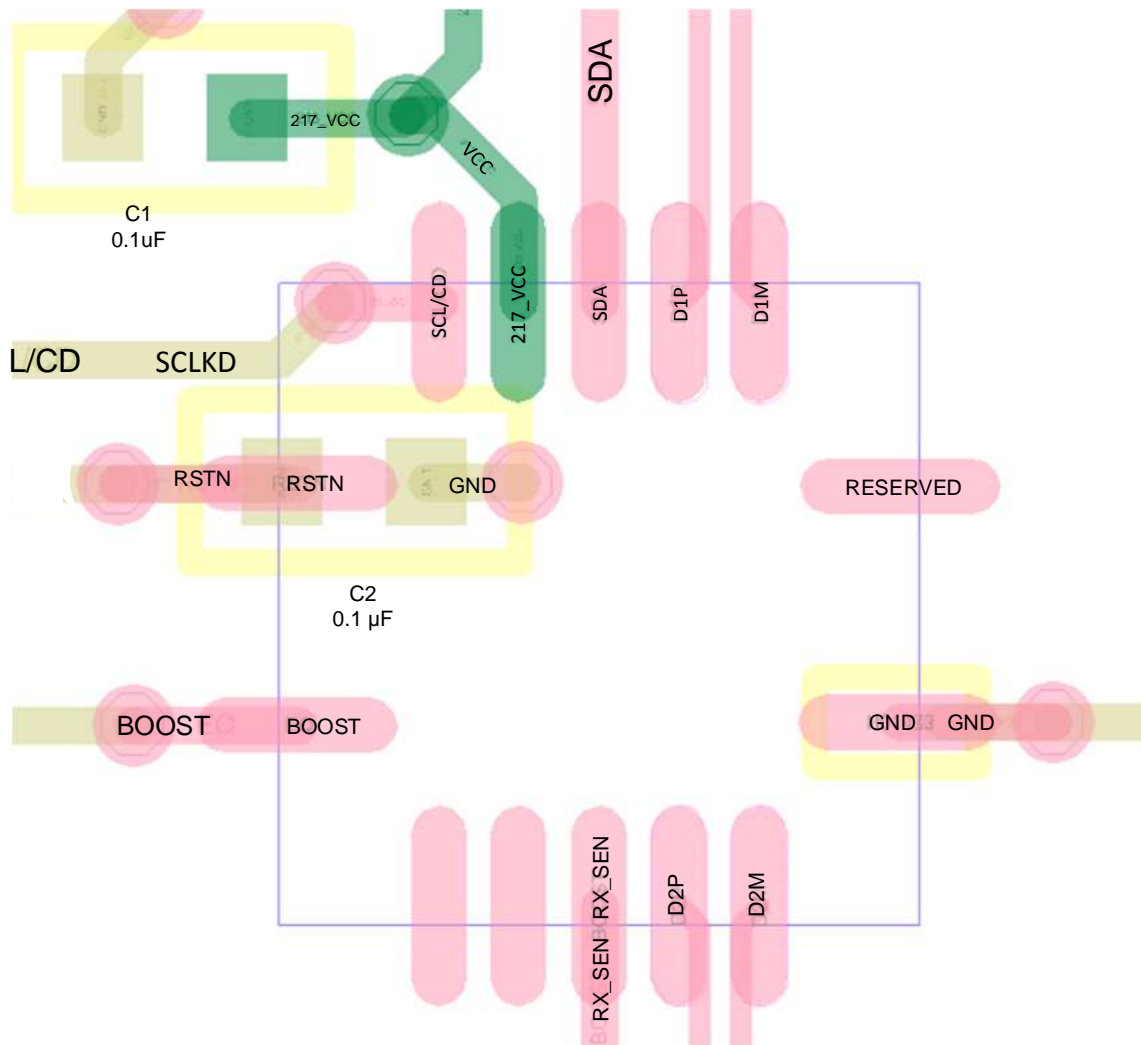 SDA
217_VCC
VCC
C1
0.1uF
SCL/CD
217_VCC
SDA
D1P
D1M
L/CD
SCLKD
RSTN
RSTN
GND
RESERVED
C2
0.1 µF
BOOST
BOOST
GND
GND
RX_SEN
D2P
D2M
RX_SEN